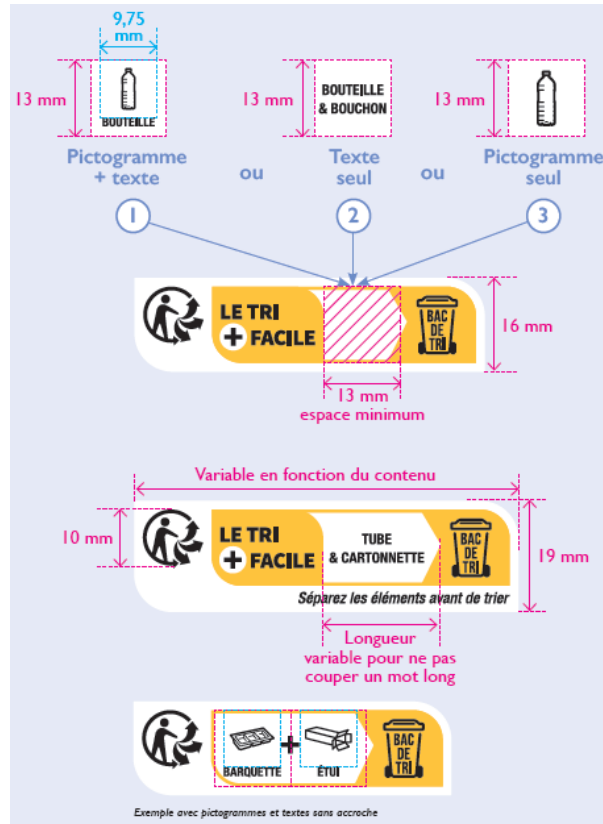 9,75
mm
13 mm
BOUTEILLE
13 mm
BOUTEILLE
& BOUCHON
13 mm
Pictogramme
+ texte
ou
Texte
seul
ou
Pictogramme
seul
1
2
3
LE TRI
+ FACILE
BAC
DE
TRI
16 mm
13 mm
espace minimum
Variable en fonction du contenu
10 mm
LE TRI
+ FACILE
TUBE
& CARTONNETTE
BAC
DE
TRI
19 mm
Séparez les éléments avant de trier
Longueur
variable pour ne pas
couper un mot long
BARQUETTE
+
ÉTUI
BAC
DE
TRI
Exemple avec pictogrammes et textes sans accroche